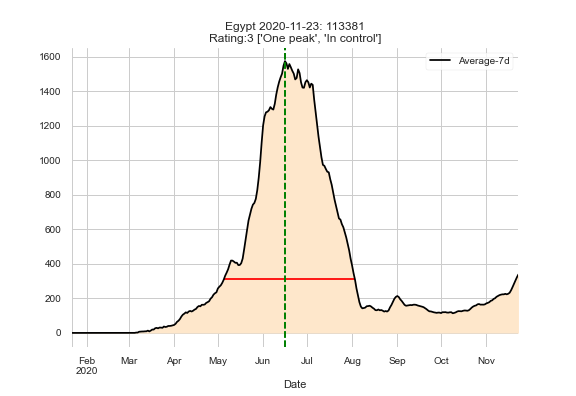 Egypt 2020-11-23: 113381
Rating:3 ['One peak', 'In control']
Average-7d
1600
1400
1200
1000
800
600
400
200
0
Feb Mar Apr May Jun Jul Aug Sep Oct Nov
2020
Date